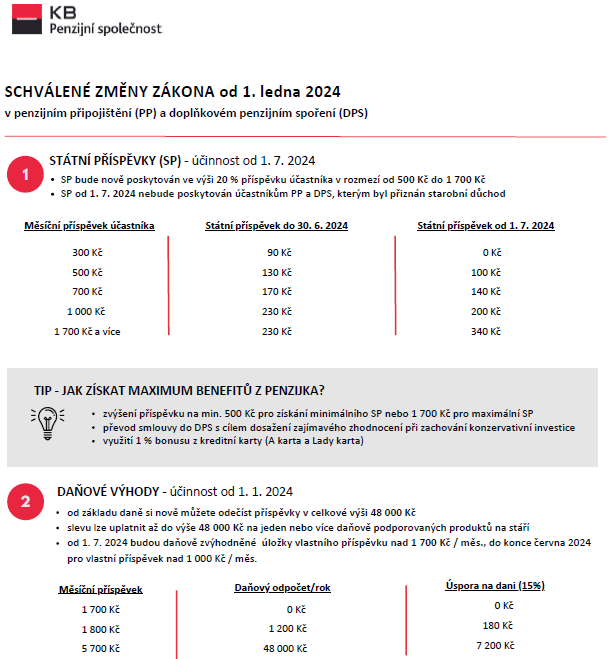 KB
Penzijní společnost
SCHVÁLENÉ ZMĚNY ZÁKONA od 1. ledna 2024
v penzijním připojištění (PP) a doplňkovém penzijním spoření (DPS)
1
STÁTNÍ PŘÍSPĚVKY (SP) - účinnost od 1. 7. 2024
• SP bude nově poskytován ve výši 20 % příspěvku účastníka v rozmezí od 500 Kč do 1 700 Kč
• SP od 1. 7. 2024 nebude poskytován účastníkům PP a DPS, kterým byl přiznán starobní důchod
Měsíční příspěvek účastníka Státní příspěvek do 30. 6. 2024 Státní příspěvek od 1. 7. 2024
300 Kč 90 Kč 0 Kč
500 Kč 130 Kč 100 Kč
700 Kč 170 Kč 140 Kč
1 000 Kč 230 Kč 200 Kč
1 700 Kč a více 230 Kč 340 Kč
TIP - JAK ZÍSKAT MAXIMUM BENEFITŮ Z PENZIJKA?
• zvýšení příspěvku na min. 500 Kč pro získání minimálního SP nebo 1 700 Kč pro maximální SP
• převod smlouvy do DPS s cílem dosažení zajímavého zhodnocení při zachování konzervativní investice
• využití 1 % bonusu z kreditní karty (A karta a Lady karta)
2
DAŇOVÉ VÝHODY - účinnost od 1. 1. 2024
• od základu daně si nově můžete odečíst příspěvky v celkové výši 48 000 Kč
• slevu lze uplatnit až do výše 48 000 Kč na jeden nebo více daňově podporovaných produktů na stáří
• od 1. 7. 2024 budou daňově zvýhodněné úložky vlastního příspěvku nad 1 700 Kč / měs., do konce června 2024
pro vlastní příspěvek nad 1 000 Kč / měs.
Měsíční příspěvek Daňový odpočet/rok Úspora na dani (15%)
1 700 Kč 0 Kč 0 Kč
1 800 Kč 1 200 Kč 180 Kč
5 700 Kč 48 000 Kč 7 200 Kč